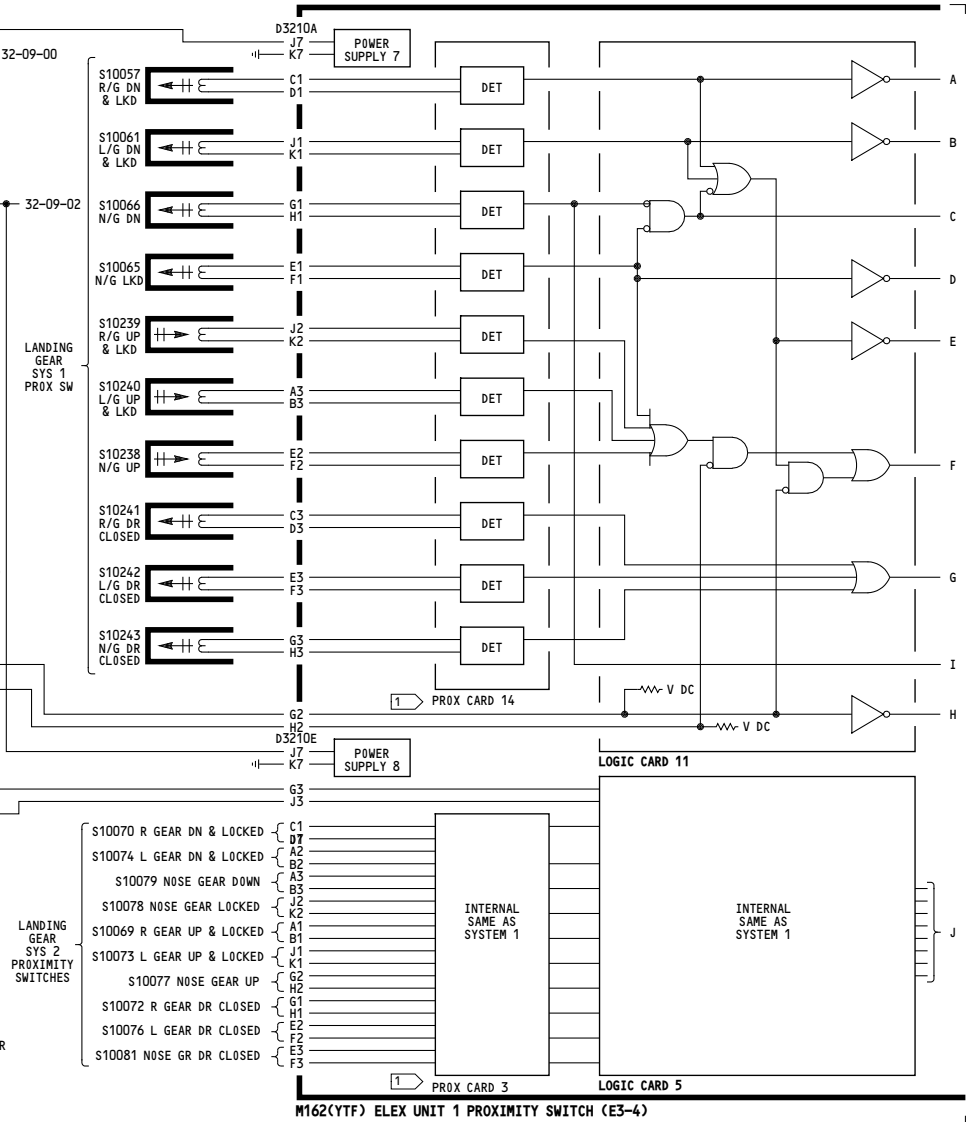 D3210A
J7
K7
POWER
SUPPLY 7
32-09-00
S10057
R/G DN
& LKD
C1
D1
DET
A
S10061
L/G DN
& LKD
J1
K1
DET
B
32-09-02
S10066
N/G DN
G1
H1
DET
C
S10065
N/G LKD
E1
F1
DET
D
S10239
R/G UP
& LKD
J2
K2
DET
E
LANDING
GEAR
SYS 1
PROX SW
S10240
L/G UP
& LKD
A3
B3
DET
S10238
N/G UP
E2
F2
DET
F
S10241
R/G DR
CLOSED
C3
D3
DET
S10242
L/G DR
CLOSED
E3
F3
DET
G
S10243
N/G DR
CLOSED
G3
H3
DET
I
1
PROX CARD 14
V DC
G2
H2
V DC
H
D3210E
J7
K7
POWER
SUPPLY 8
LOGIC CARD 11
G3
J3
S10070 R GEAR DN & LOCKED
C1
S10074 L GEAR DN & LOCKED
A2
B2
S10079 NOSE GEAR DOWN
A3
B3
S10078 NOSE GEAR LOCKED
J2
K2
S10069 R GEAR UP & LOCKED
A1
B1
S10073 L GEAR UP & LOCKED
J1
K1
S10077 NOSE GEAR UP
G2
H2
S10072 R GEAR DR CLOSED
G1
H1
S10076 L GEAR DR CLOSED
E2
F2
S10081 NOSE GR DR CLOSED
E3
F3
LANDING
GEAR
SYS 2
PROXIMITY
SWITCHES
INTERNAL
SAME AS
SYSTEM 1
INTERNAL
SAME AS
SYSTEM 1
J
R
1
PROX CARD 3
LOGIC CARD 5
M162(YTF) ELEX UNIT 1 PROXIMITY SWITCH (E3-4)